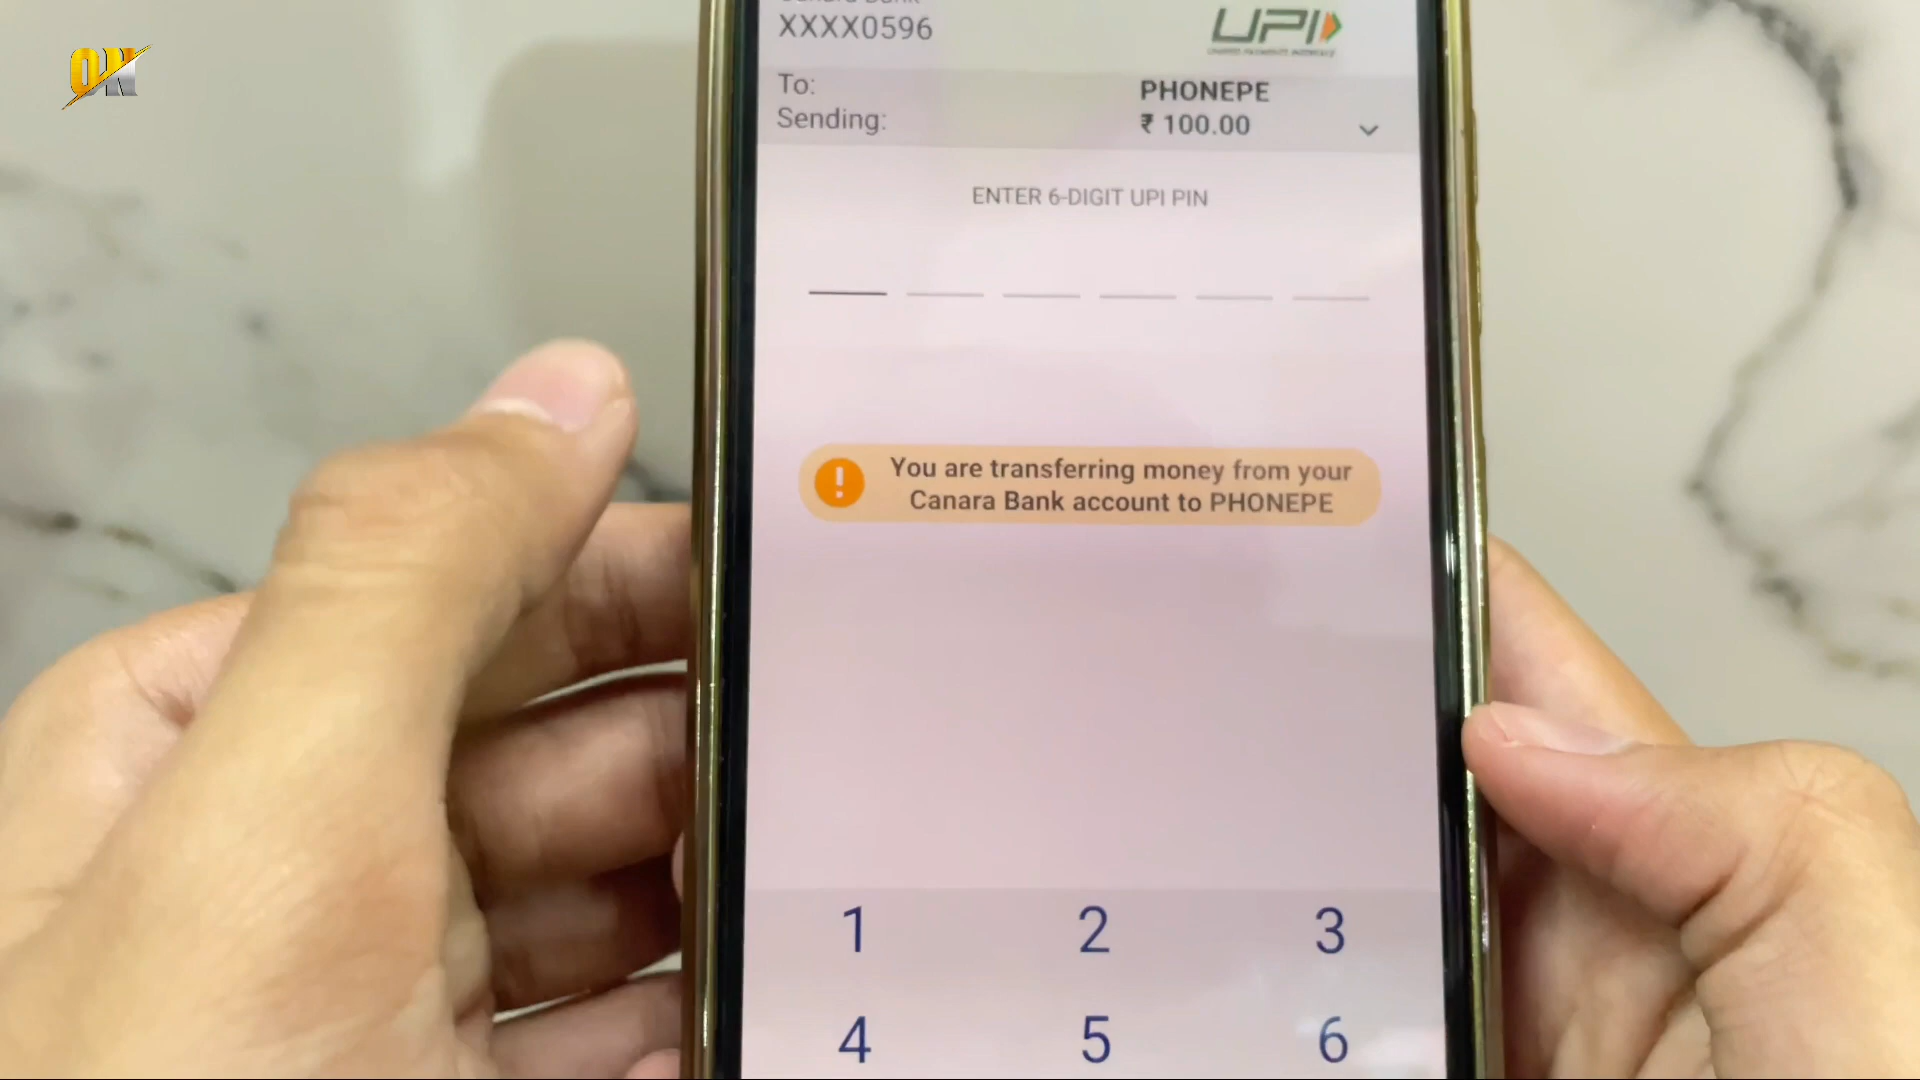 ON
XXXX0596
UPI
UNIFIED PAYMENTS INTERFACE
To:
PHONEPE
Sending:
₹ 100.00
ENTER 6-DIGIT UPI PIN
You are transferring money from your
Canara Bank account to PHONEPE
1 2 3
4 5 6